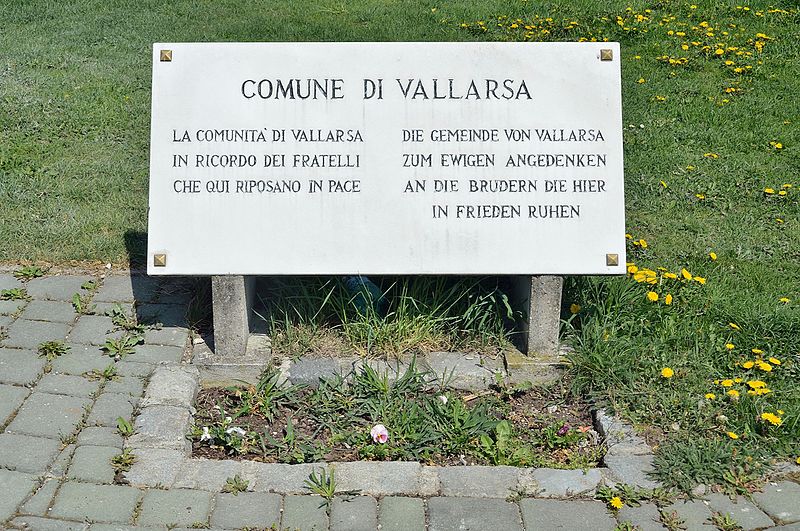 COMUNE DI VALLARSA
LA COMUNITA' DI VALLARSA
IN RICORDO DEI FRATELLI
CHE QUI RIPOSANO IN PACE
DIE GEMEINDE VON VALLARSA
ZUM EWIGEN ANGEDENKEN
AN DIE BRUDERN DIE HIER
IN FRIEDEN RUHEN